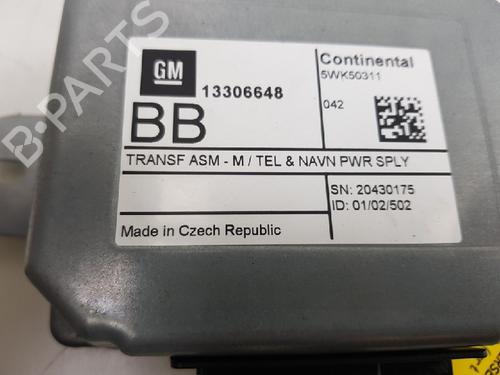 GM
13306648
Continental
5WK50311
042
BB
TRANSF ASM - M / TEL & NAVN PWR SPLY
SN: 20430175
ID: 01/02/502
Made in Czech Republic
B-PARTS